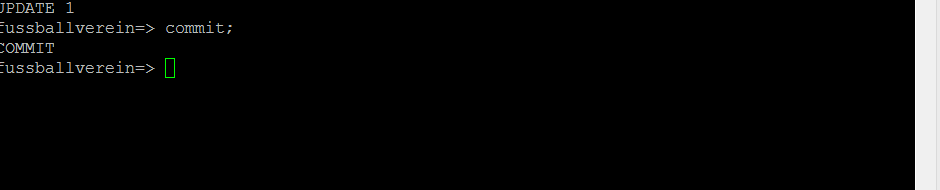 UPDATE 1
fussballverein=> commit;
COMMIT
fussballverein=>